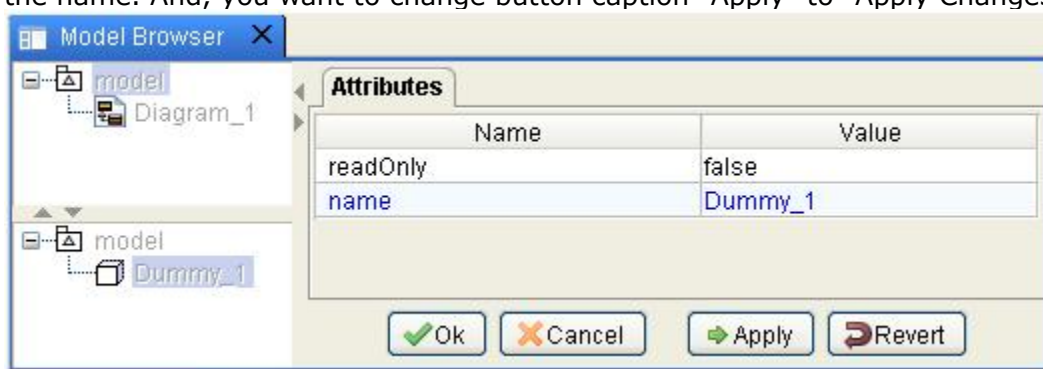 the name. And, you want to change button caption "Apply" to "Apply Changes
Model Browser
model
Diagram_1
model
Dummy_1
Attributes
Name Value
readOnly false
name Dummy_1
Ok Cancel Apply Revert